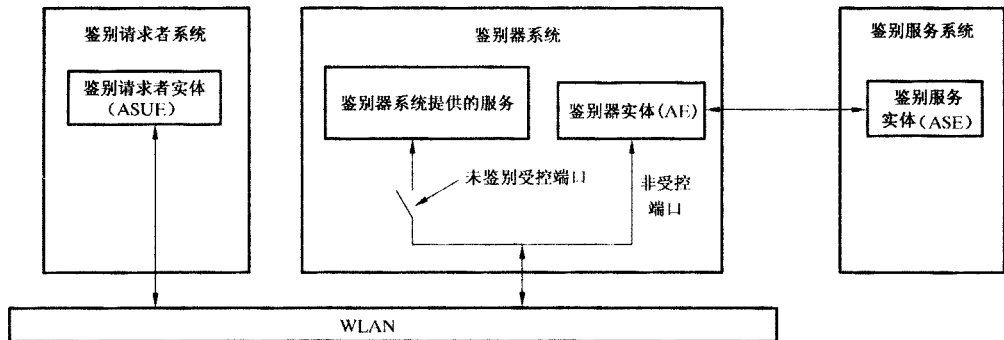 鉴别请求者系统
鉴别请求者实体
(ASUE)
鉴别器系统
鉴别器系统提供的服务
鉴别器实体(AE)
未鉴别受控端口
非受控
端口
鉴别服务系统
鉴别服务
实体(ASE)
WLAN